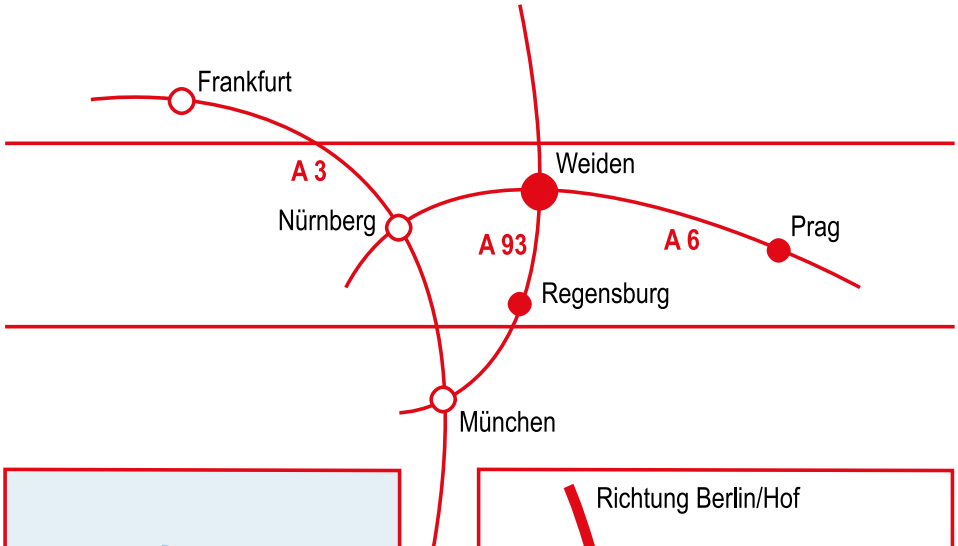 Frankfurt
Weiden
A 3
Nürnberg
Prag
A 93
A 6
Regensburg
München
Richtung Berlin/Hof